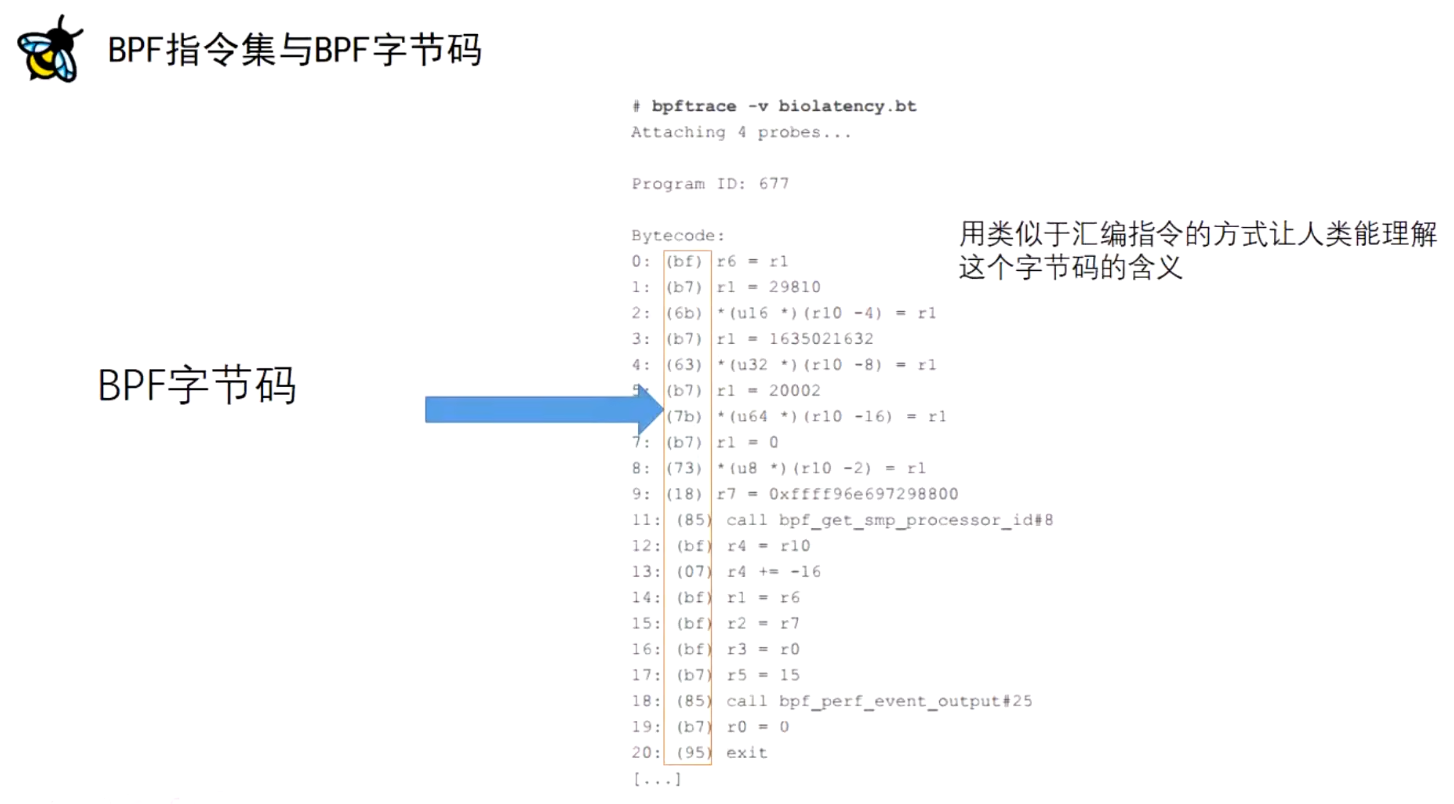 BPF指令集与BPF字节码
# bpftrace -v biolatency.bt
Attaching 4 probes...
Program ID: 677
用类似于汇编指令的方式让人类能理解
这个字节码的含义
Bytecode:
0: (bf) r6 = r1
1: (b7) r1 = 29810
2: (6b) *(u16 *)(r10 -4) = r1
3: (b7) r1 = 1635021632
4: (63) *(u32 *)(r10 -8) = r1
BPF字节码
5: (b7) r1 = 20002
(7b) *(u64 *)(r10 -16) = r1
7: (b7) r1 = 0
8: (73) *(u8 *)(r10 -2) = r1
9: (18) r7 = 0xffff96e697298800
11: (85) call bpf_get_smp_processor_id#8
12: (bf) r4 = r10
13: (07) r4 += -16
14: (bf) r1 = r6
15: (bf) r2 = r7
16: (bf) r3 = r0
17: (b7) r5 = 15
18: (85) call bpf_perf_event_output#25
19: (b7) r0 = 0
20: (95) exit
[...]